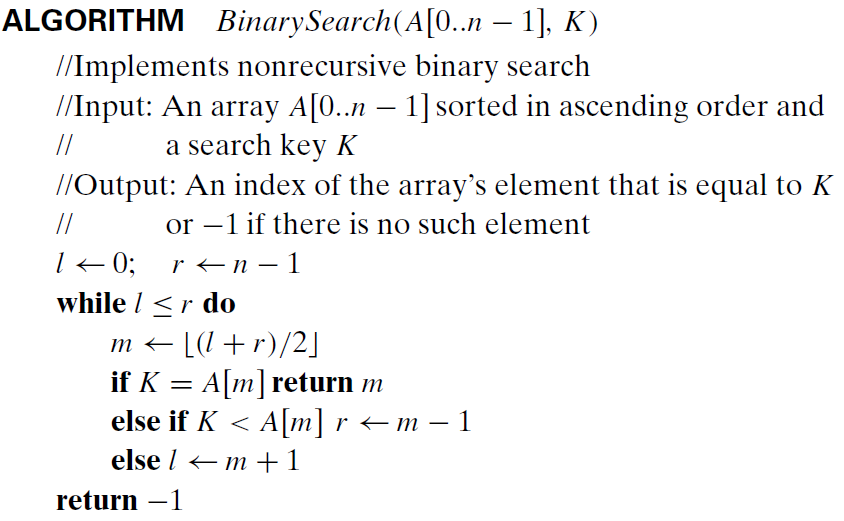 ALGORITHM BinarySearch(A[0..n − 1], K)
//Implements nonrecursive binary search
//Input: An array A[0..n − 1] sorted in ascending order and
// a search key K
//Output: An index of the array’s element that is equal to K
// or −1 if there is no such element
l ← 0; r ← n − 1
while l ≤ r do
m ← ⌊(l + r)/2⌋
if K = A[m] return m
else if K < A[m] r ← m − 1
else l ← m + 1
return −1